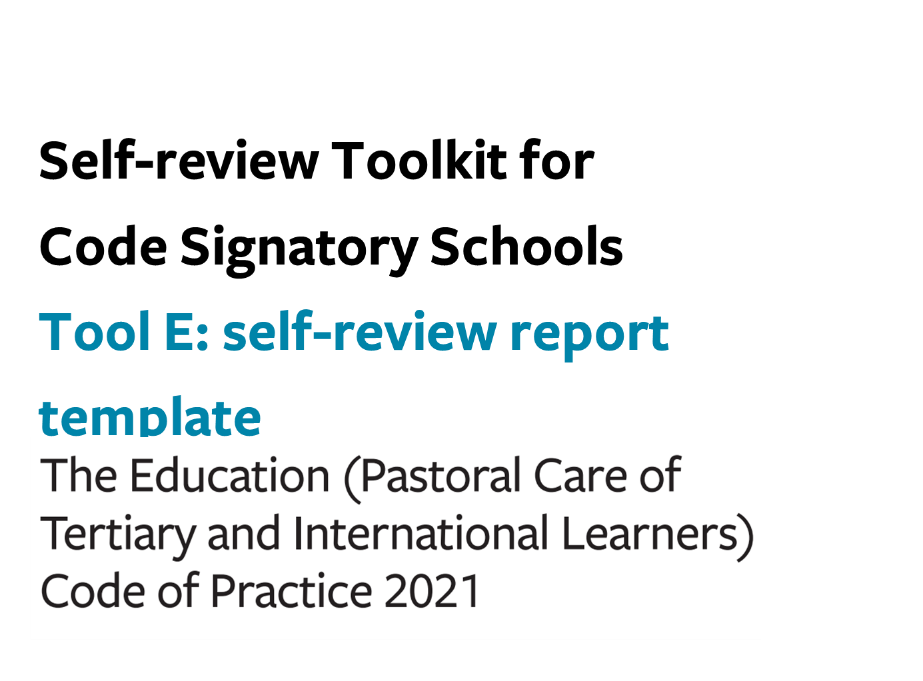 Self-review Toolkit for
Code Signatory Schools
Tool E: self-review report
template
The Education (Pastoral Care of
Tertiary and International Learners)
Code of Practice 2021